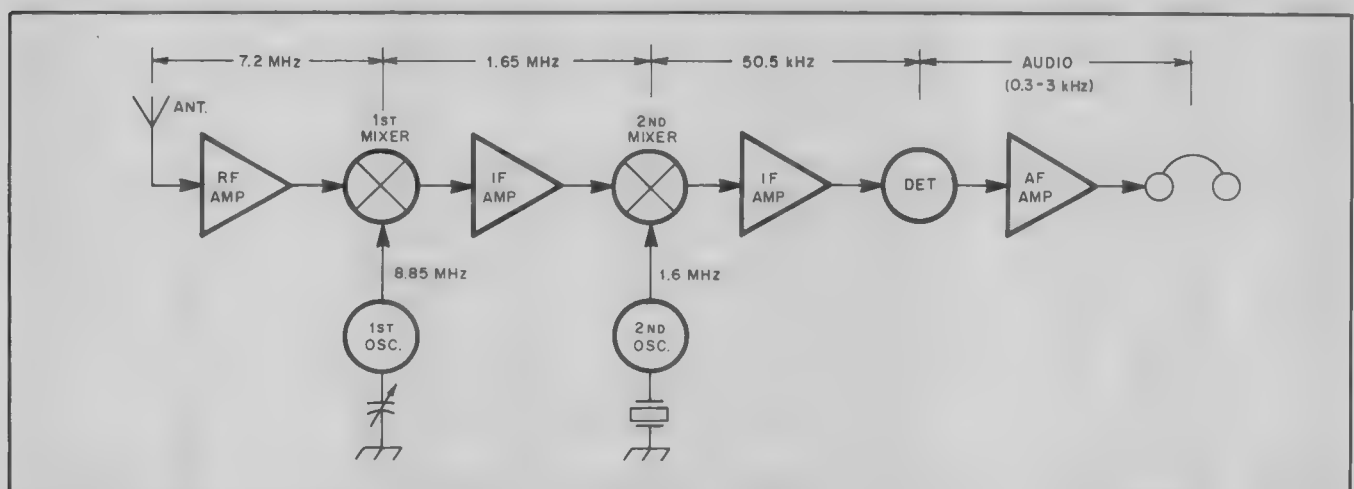 7.2 MHz
1.65 MHz
50.5 kHz
AUDIO
(0.3-3 kHz)
ANT.
1ST
MIXER
2ND
MIXER
RF
AMP
IF
AMP
IF
AMP
DET
AF
AMP
8.85 MHz
1.6 MHz
1ST
OSC.
2ND
OSC.